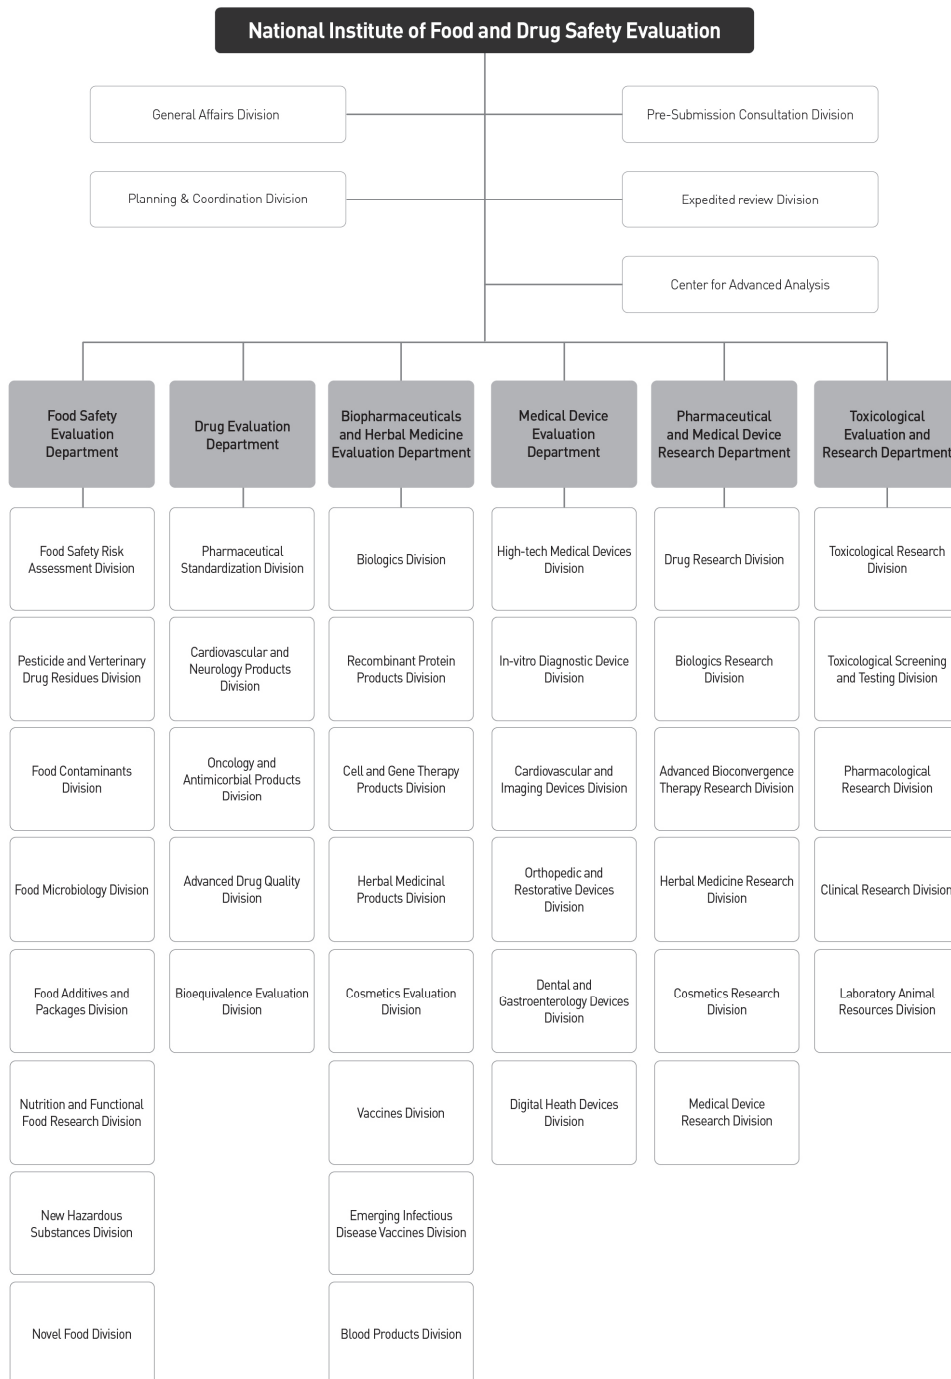 National Institute of Food and Drug Safety Evaluation
General Affairs Division
Pre-Submission Consultation Division
Planning & Coordination Division
Expedited review Division
Center for Advanced Analysis
Food Safety
Evaluation
Department
Drug Evaluation
Department
Biopharmaceuticals
and Herbal Medicine
Evaluation Department
Medical Device
Evaluation
Department
Pharmaceutical
and Medical Device
Research Department
Toxicological
Evaluation and
Research Department
Food Safety Risk
Assessment Division
Pharmaceutical
Standardization Division
Biologics Division
High-tech Medical Devices
Division
Drug Research Division
Toxicological Research
Division
Pesticide and Verterinary
Drug Residues Division
Cardiovascular and
Neurology Products
Division
Recombinant Protein
Products Division
In-vitro Diagnostic Device
Division
Biologics Research
Division
Toxicological Screening
and Testing Division
Food Contaminants
Division
Oncology and
Antimicorbial Products
Division
Cell and Gene Therapy
Products Division
Cardiovascular and
Imaging Devices Division
Advanced Bioconvergence
Therapy Research Division
Pharmacological
Research Division
Food Microbiology Division
Advanced Drug Quality
Division
Herbal Medicinal
Products Division
Orthopedic and
Restorative Devices
Division
Herbal Medicine Research
Division
Clinical Research Division
Food Additives and
Packages Division
Bioequivalence Evaluation
Division
Cosmetics Evaluation
Division
Dental and
Gastroenterology Devices
Division
Cosmetics Research
Division
Laboratory Animal
Resources Division
Nutrition and Functional
Food Research Division
Vaccines Division
Digital Heath Devices
Division
Medical Device
Research Division
New Hazardous
Substances Division
Emerging Infectious
Disease Vaccines Division
Novel Food Division
Blood Products Division